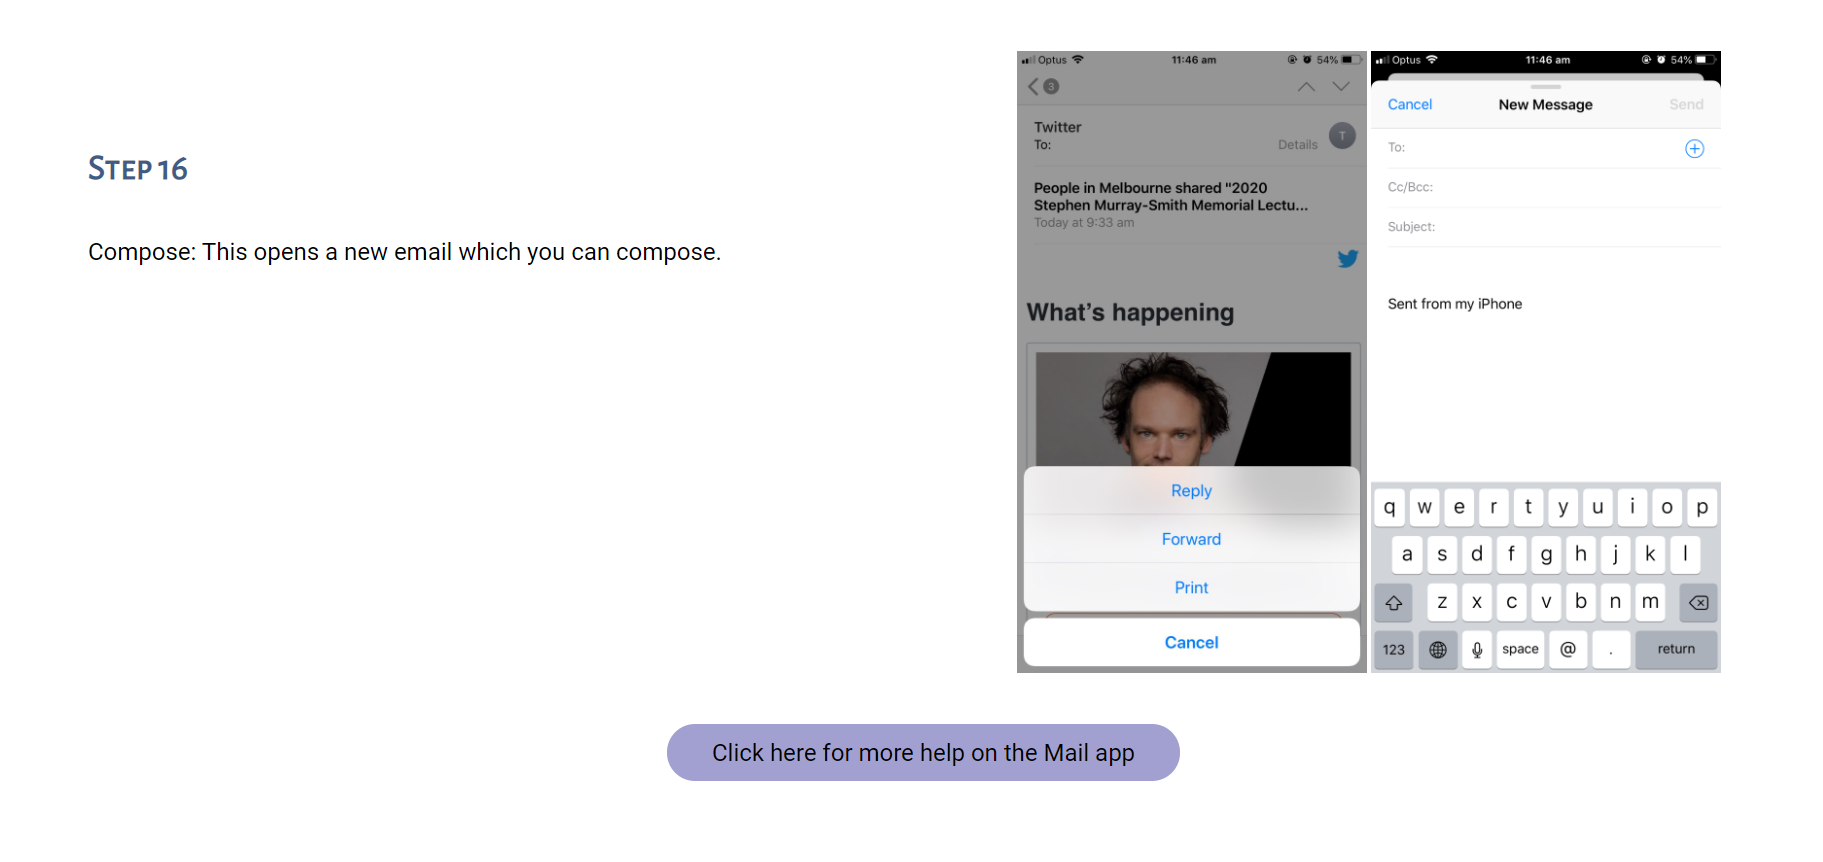 STEP 16
Compose: This opens a new email which you can compose.
Optus 11:46 am 54%
3
Twitter
To:
Details
T
People in Melbourne shared "2020
Stephen Murray-Smith Memorial Lectu...
Today at 9:33 am
What's happening
Reply
Forward
Print
Cancel
Optus 11:46 am 54%
Cancel New Message Send
To:
Cc/Bcc:
Subject:
Sent from my iPhone
q w e r t y u i o p
a s d f g h j k l
z x c v b n m
123 space @ . return
Click here for more help on the Mail app